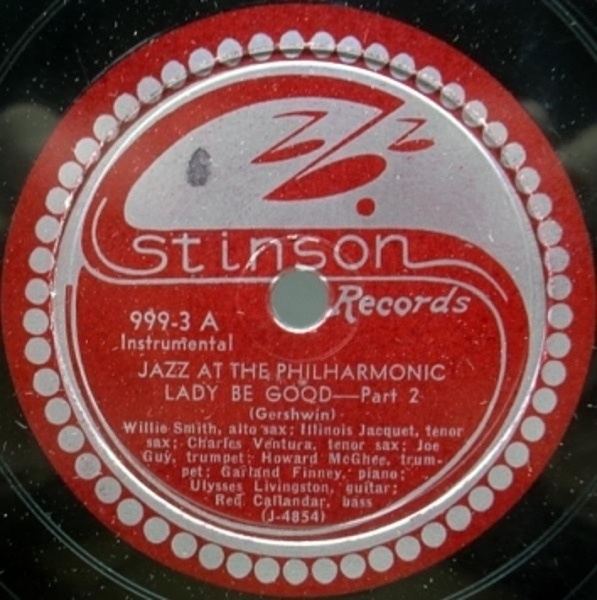 Stinson
Records
999-3 A
Instrumental
JAZZ AT THE PHILHARMONIC
LADY BE GOOD—Part 2
(Gershwin)
Willie Smith, alto sax; Illinois Jacquet, tenor
sax; Charles Ventura, tenor sax; Joe
Guy, trumpet; Howard McGhee, trum-
pet; Garland Finney, piano;
Ulysses Livingston, guitar;
Red Callandar, bass
(J-4854)